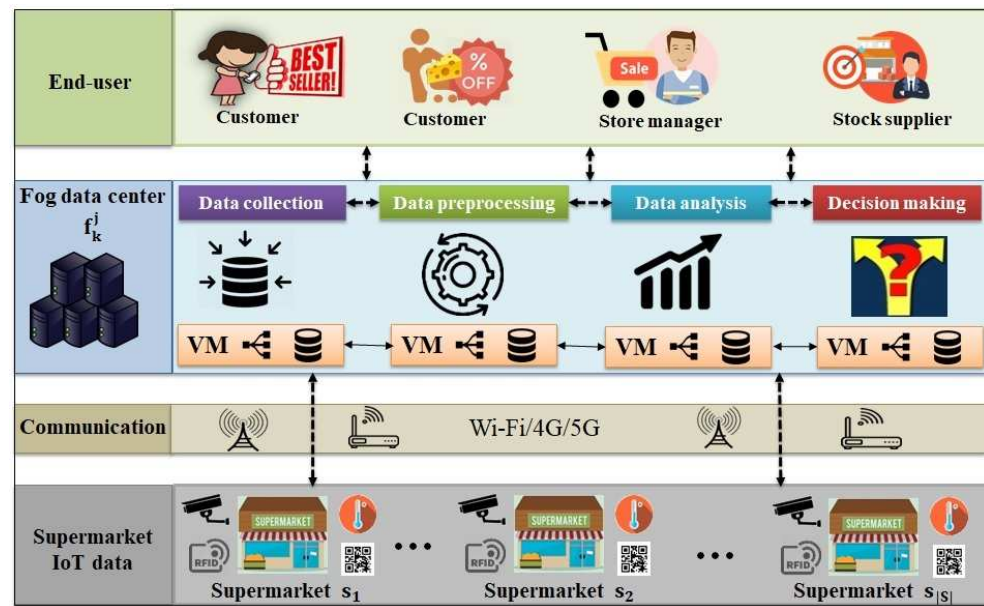 End-user
BEST
SELLER!
%
OFF
Sale
Customer
Customer
Store manager
Stock supplier
Fog data center
f_k^j
Data collection
Data preprocessing
Data analysis
Decision making
?
VM
VM
VM
VM
Communication
Wi-Fi/4G/5G
Supermarket
IoT data
SUPERMARKET
SUPERMARKET
SUPERMARKET
RFID
RFID
RFID
• • •
• • •
Supermarket s₁
Supermarket s₂
Supermarket s|S|